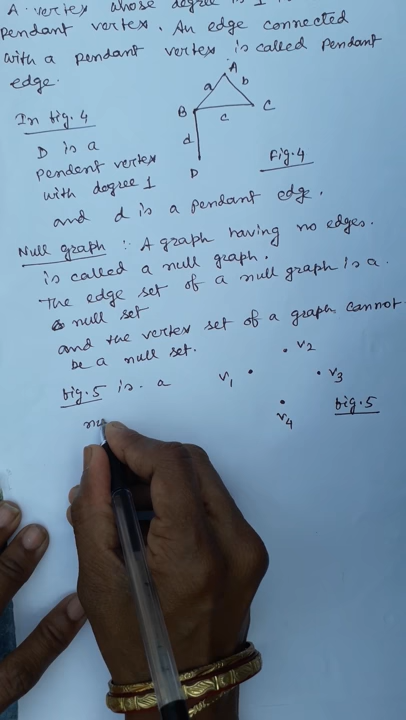 A vertex whose degree is 1
pendant vertex. An edge connected
with a pendant vertex is called pendant
edge.
A
a b
B C
c
d
D
Fig.4
In fig.4
D is a
pendent vertex
with degree 1
and d is a pendant edge.
Null graph :- A graph having no edges.
is called a null graph.
The edge set of a null graph is a
null set
and the vertex set of a graph cannot
be a null set.
v2
v1 v3
v4
fig.5
fig.5 is a
nu